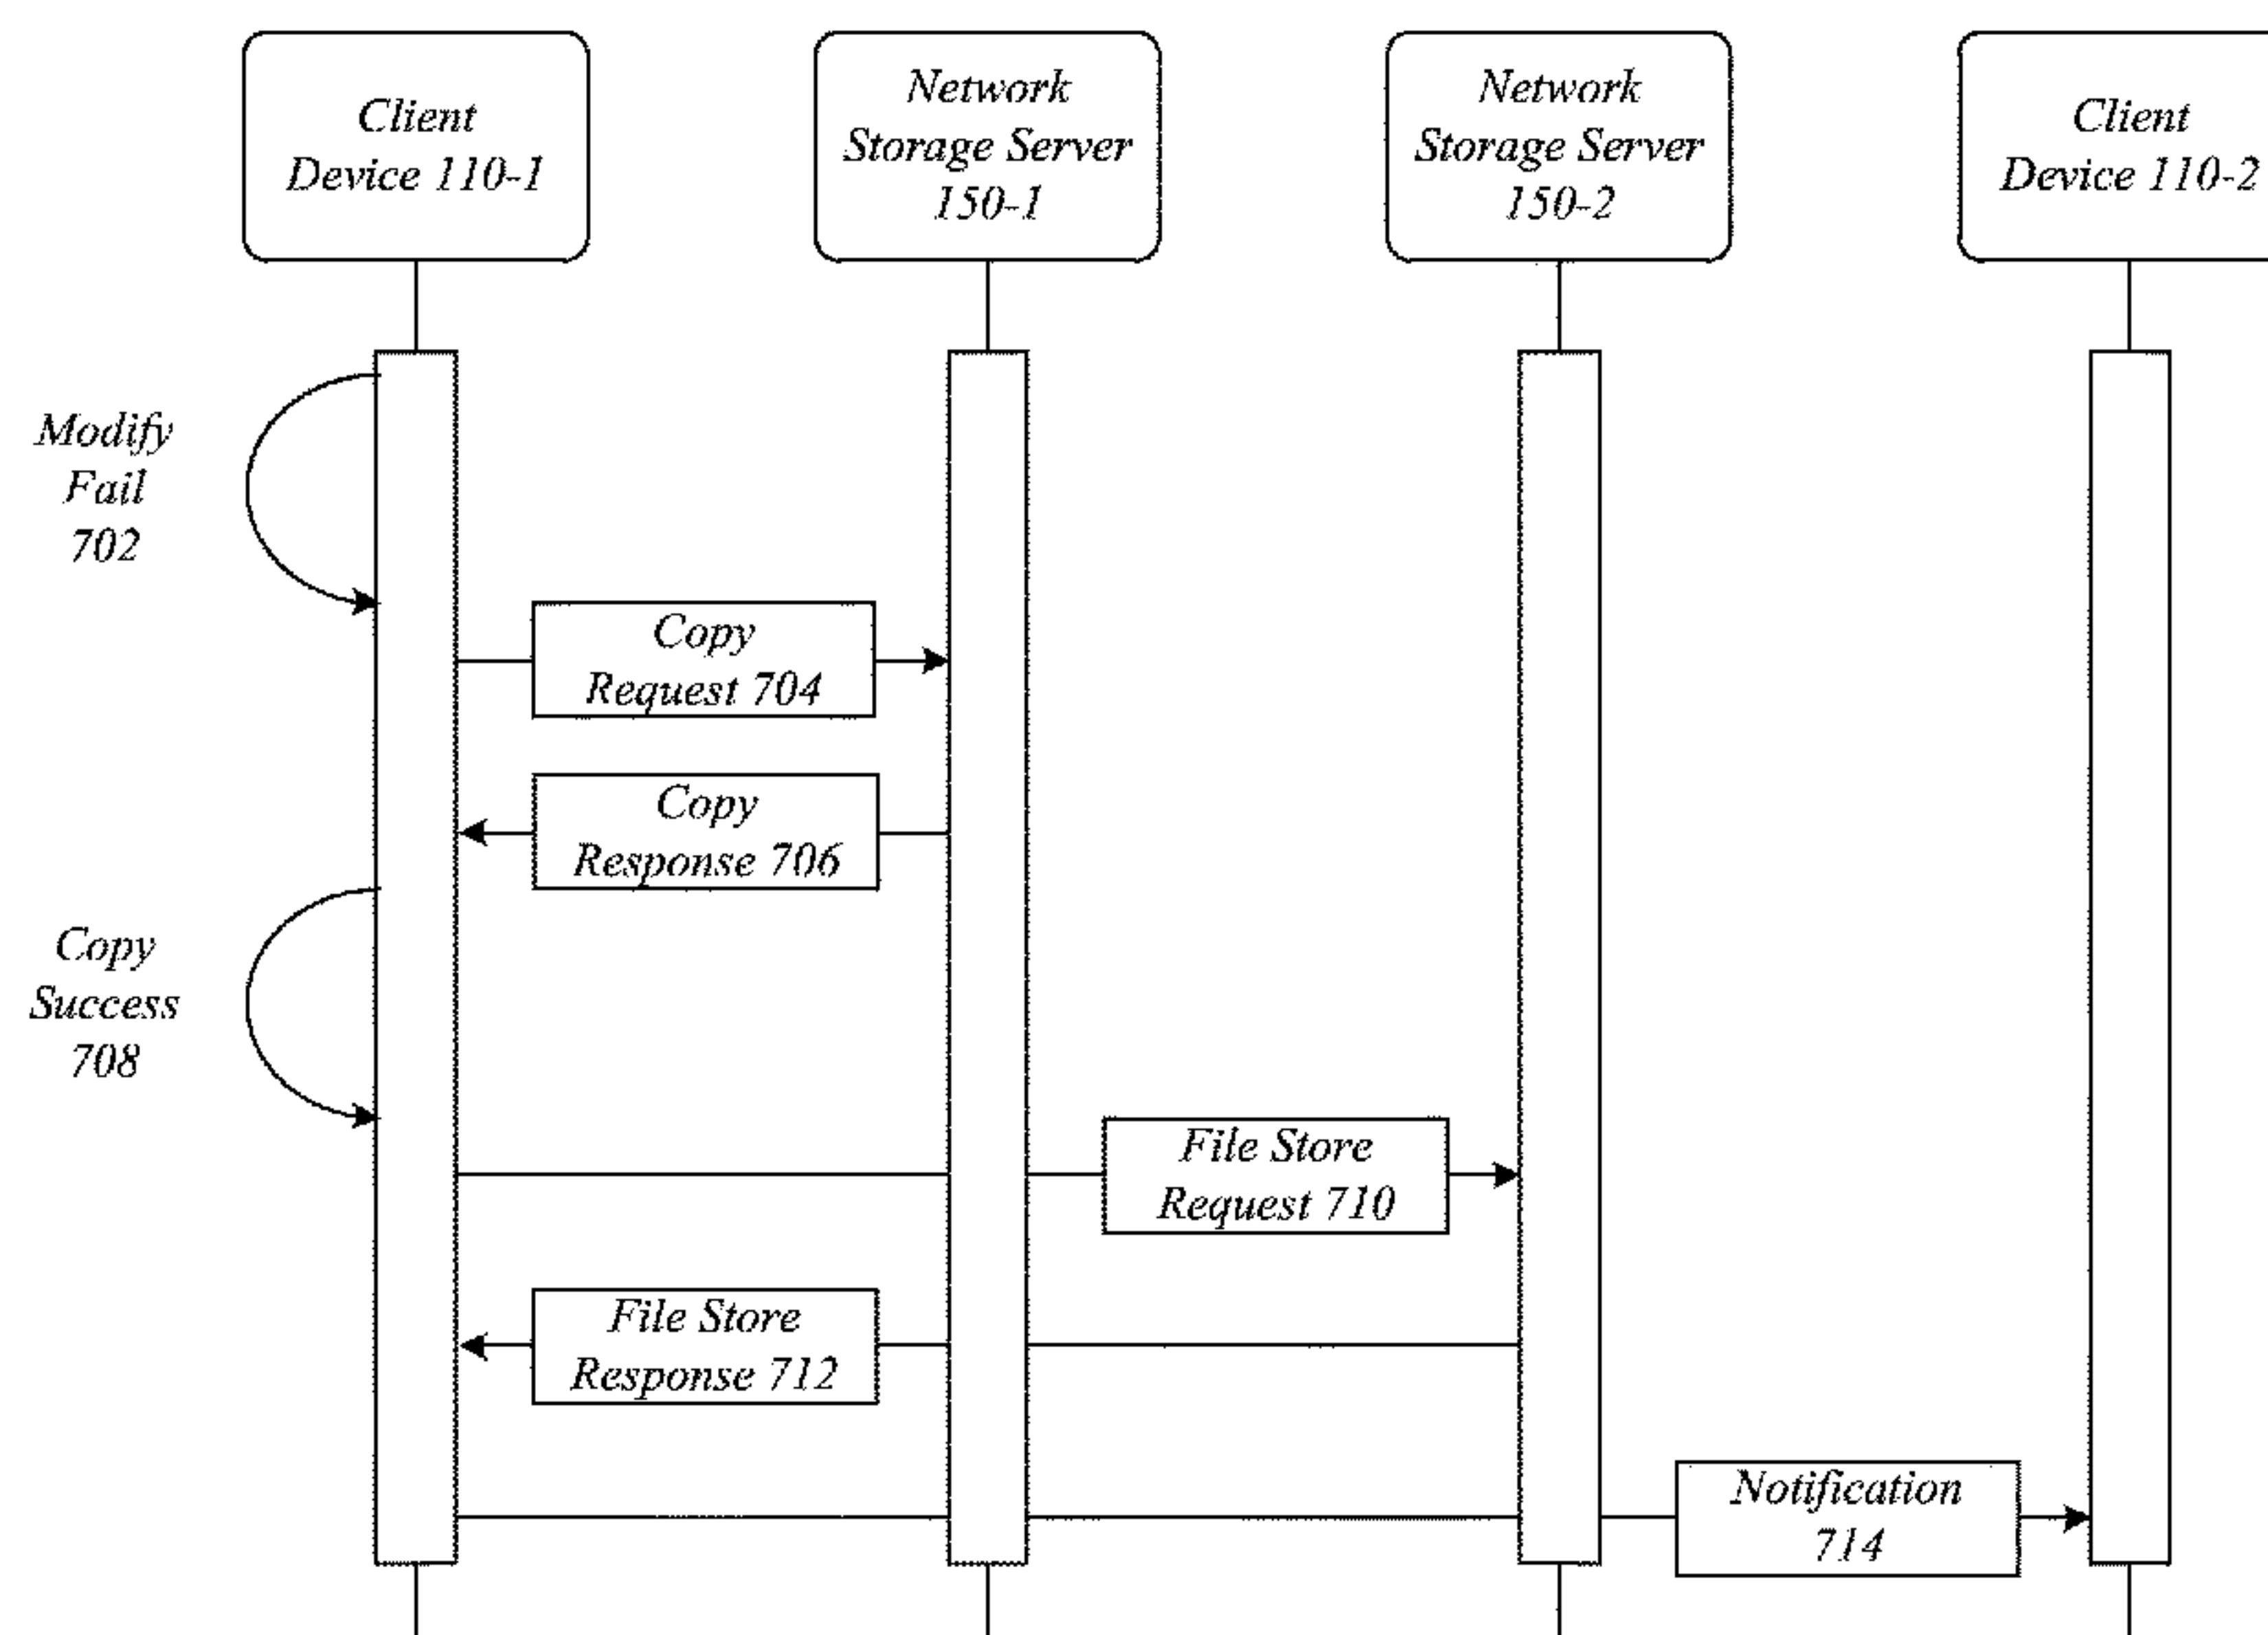 Client
Device 110-1
Network
Storage Server
150-1
Network
Storage Server
150-2
Client
Device 110-2
Modify
Fail
702
Copy
Request 704
Copy
Response 706
Copy
Success
708
File Store
Request 710
File Store
Response 712
Notification
714